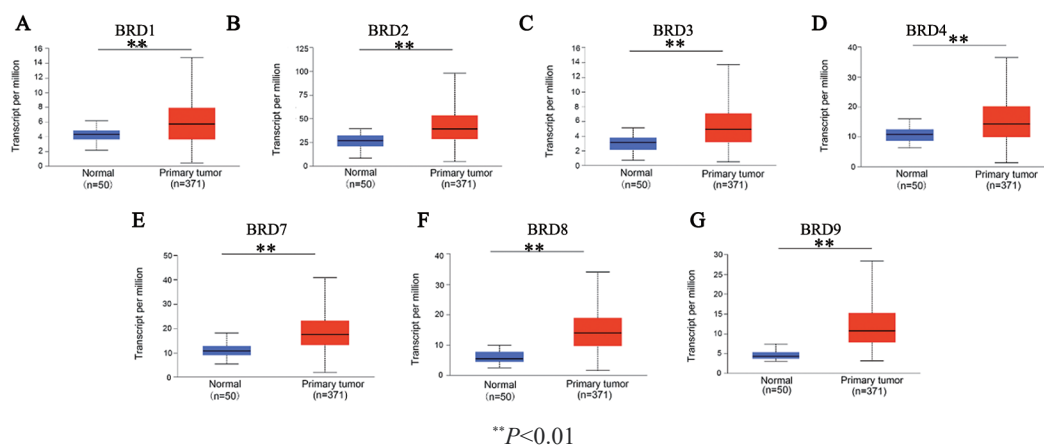 A
BRD1
**
Transcript per million
16
14
12
10
8
6
4
2
0
Normal
(n=50)
Primary tumor
(n=371)
B
BRD2
**
Transcript per million
125
100
75
50
25
0
Normal
(n=50)
Primary tumor
(n=371)
C
BRD3
**
Transcript per million
16
14
12
10
8
6
4
2
0
Normal
(n=50)
Primary tumor
(n=371)
D
BRD4
**
Transcript per million
40
30
20
10
0
Normal
(n=50)
Primary tumor
(n=371)
E
BRD7
**
Transcript per million
50
40
30
20
10
0
Normal
(n=50)
Primary tumor
(n=371)
F
BRD8
**
Transcript per million
40
30
20
10
0
Normal
(n=50)
Primary tumor
(n=371)
G
BRD9
**
Transcript per million
30
25
20
15
10
5
0
Normal
(n=50)
Primary tumor
(n=371)
**P<0.01